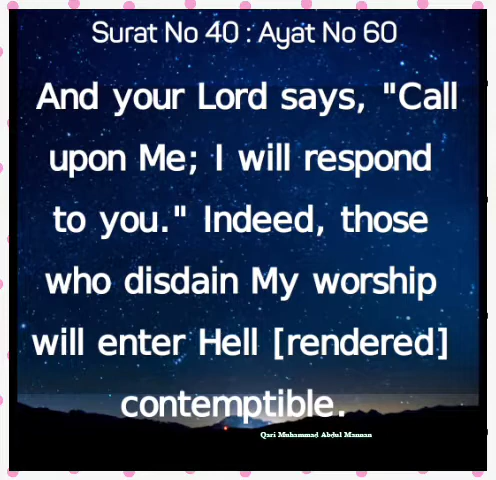 Surat No 40 : Ayat No 60
And your Lord says, "Call
upon Me; I will respond
to you." Indeed, those
who disdain My worship
will enter Hell [rendered]
contemptible.
Qari Muhammad Abdul Mannan